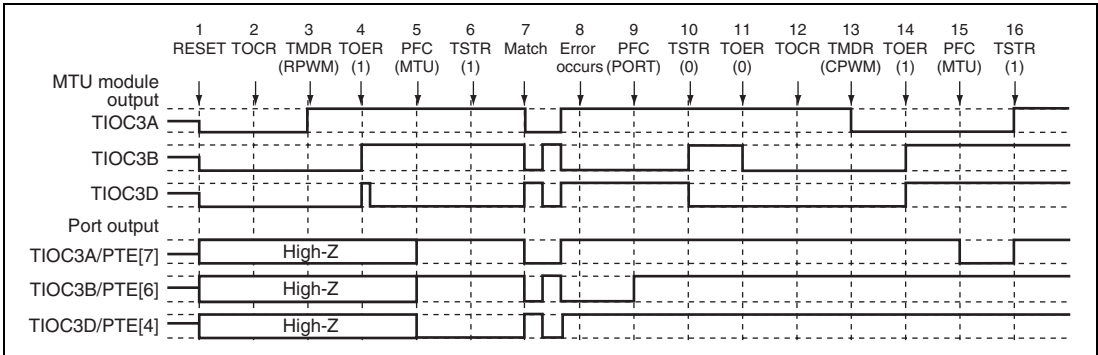 1 2 3 4 5 6 7 8 9 10 11 12 13 14 15 16
RESET TOCR TMDR TOER PFC TSTR Match Error PFC TSTR TOER TOCR TMDR TOER PFC TSTR
(RPWM) (1) (MTU) (1) occurs (PORT) (0) (0) (CPWM) (1) (MTU) (1)
MTU module
output
TIOC3A
TIOC3B
TIOC3D
Port output
TIOC3A/PTE[7] High-Z
TIOC3B/PTE[6] High-Z
TIOC3D/PTE[4] High-Z